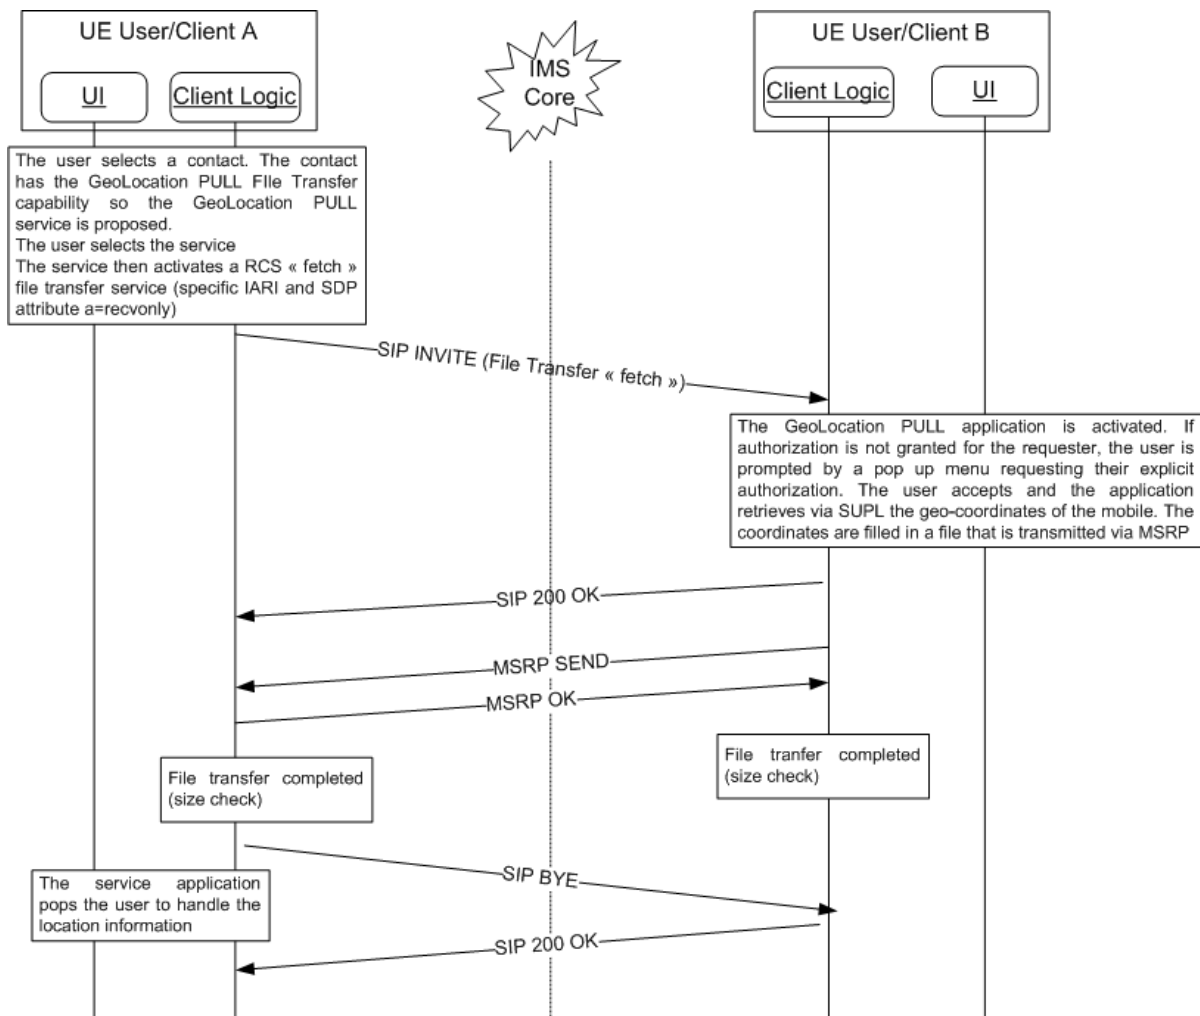 UE User/Client A
UI
Client Logic
IMS
Core
UE User/Client B
Client Logic
UI
The user selects a contact. The contact
has the GeoLocation PULL FIle Transfer
capability so the GeoLocation PULL
service is proposed.
The user selects the service
The service then activates a RCS « fetch »
file transfer service (specific IARI and SDP
attribute a=recvonly)
SIP INVITE (File Transfer « fetch »)
The GeoLocation PULL application is activated. If
authorization is not granted for the requester, the user is
prompted by a pop up menu requesting their explicit
authorization. The user accepts and the application
retrieves via SUPL the geo-coordinates of the mobile. The
coordinates are filled in a file that is transmitted via MSRP
SIP 200 OK
MSRP SEND
MSRP OK
File transfer completed
(size check)
File tranfer completed
(size check)
SIP BYE
The service application
pops the user to handle the
location information
SIP 200 OK